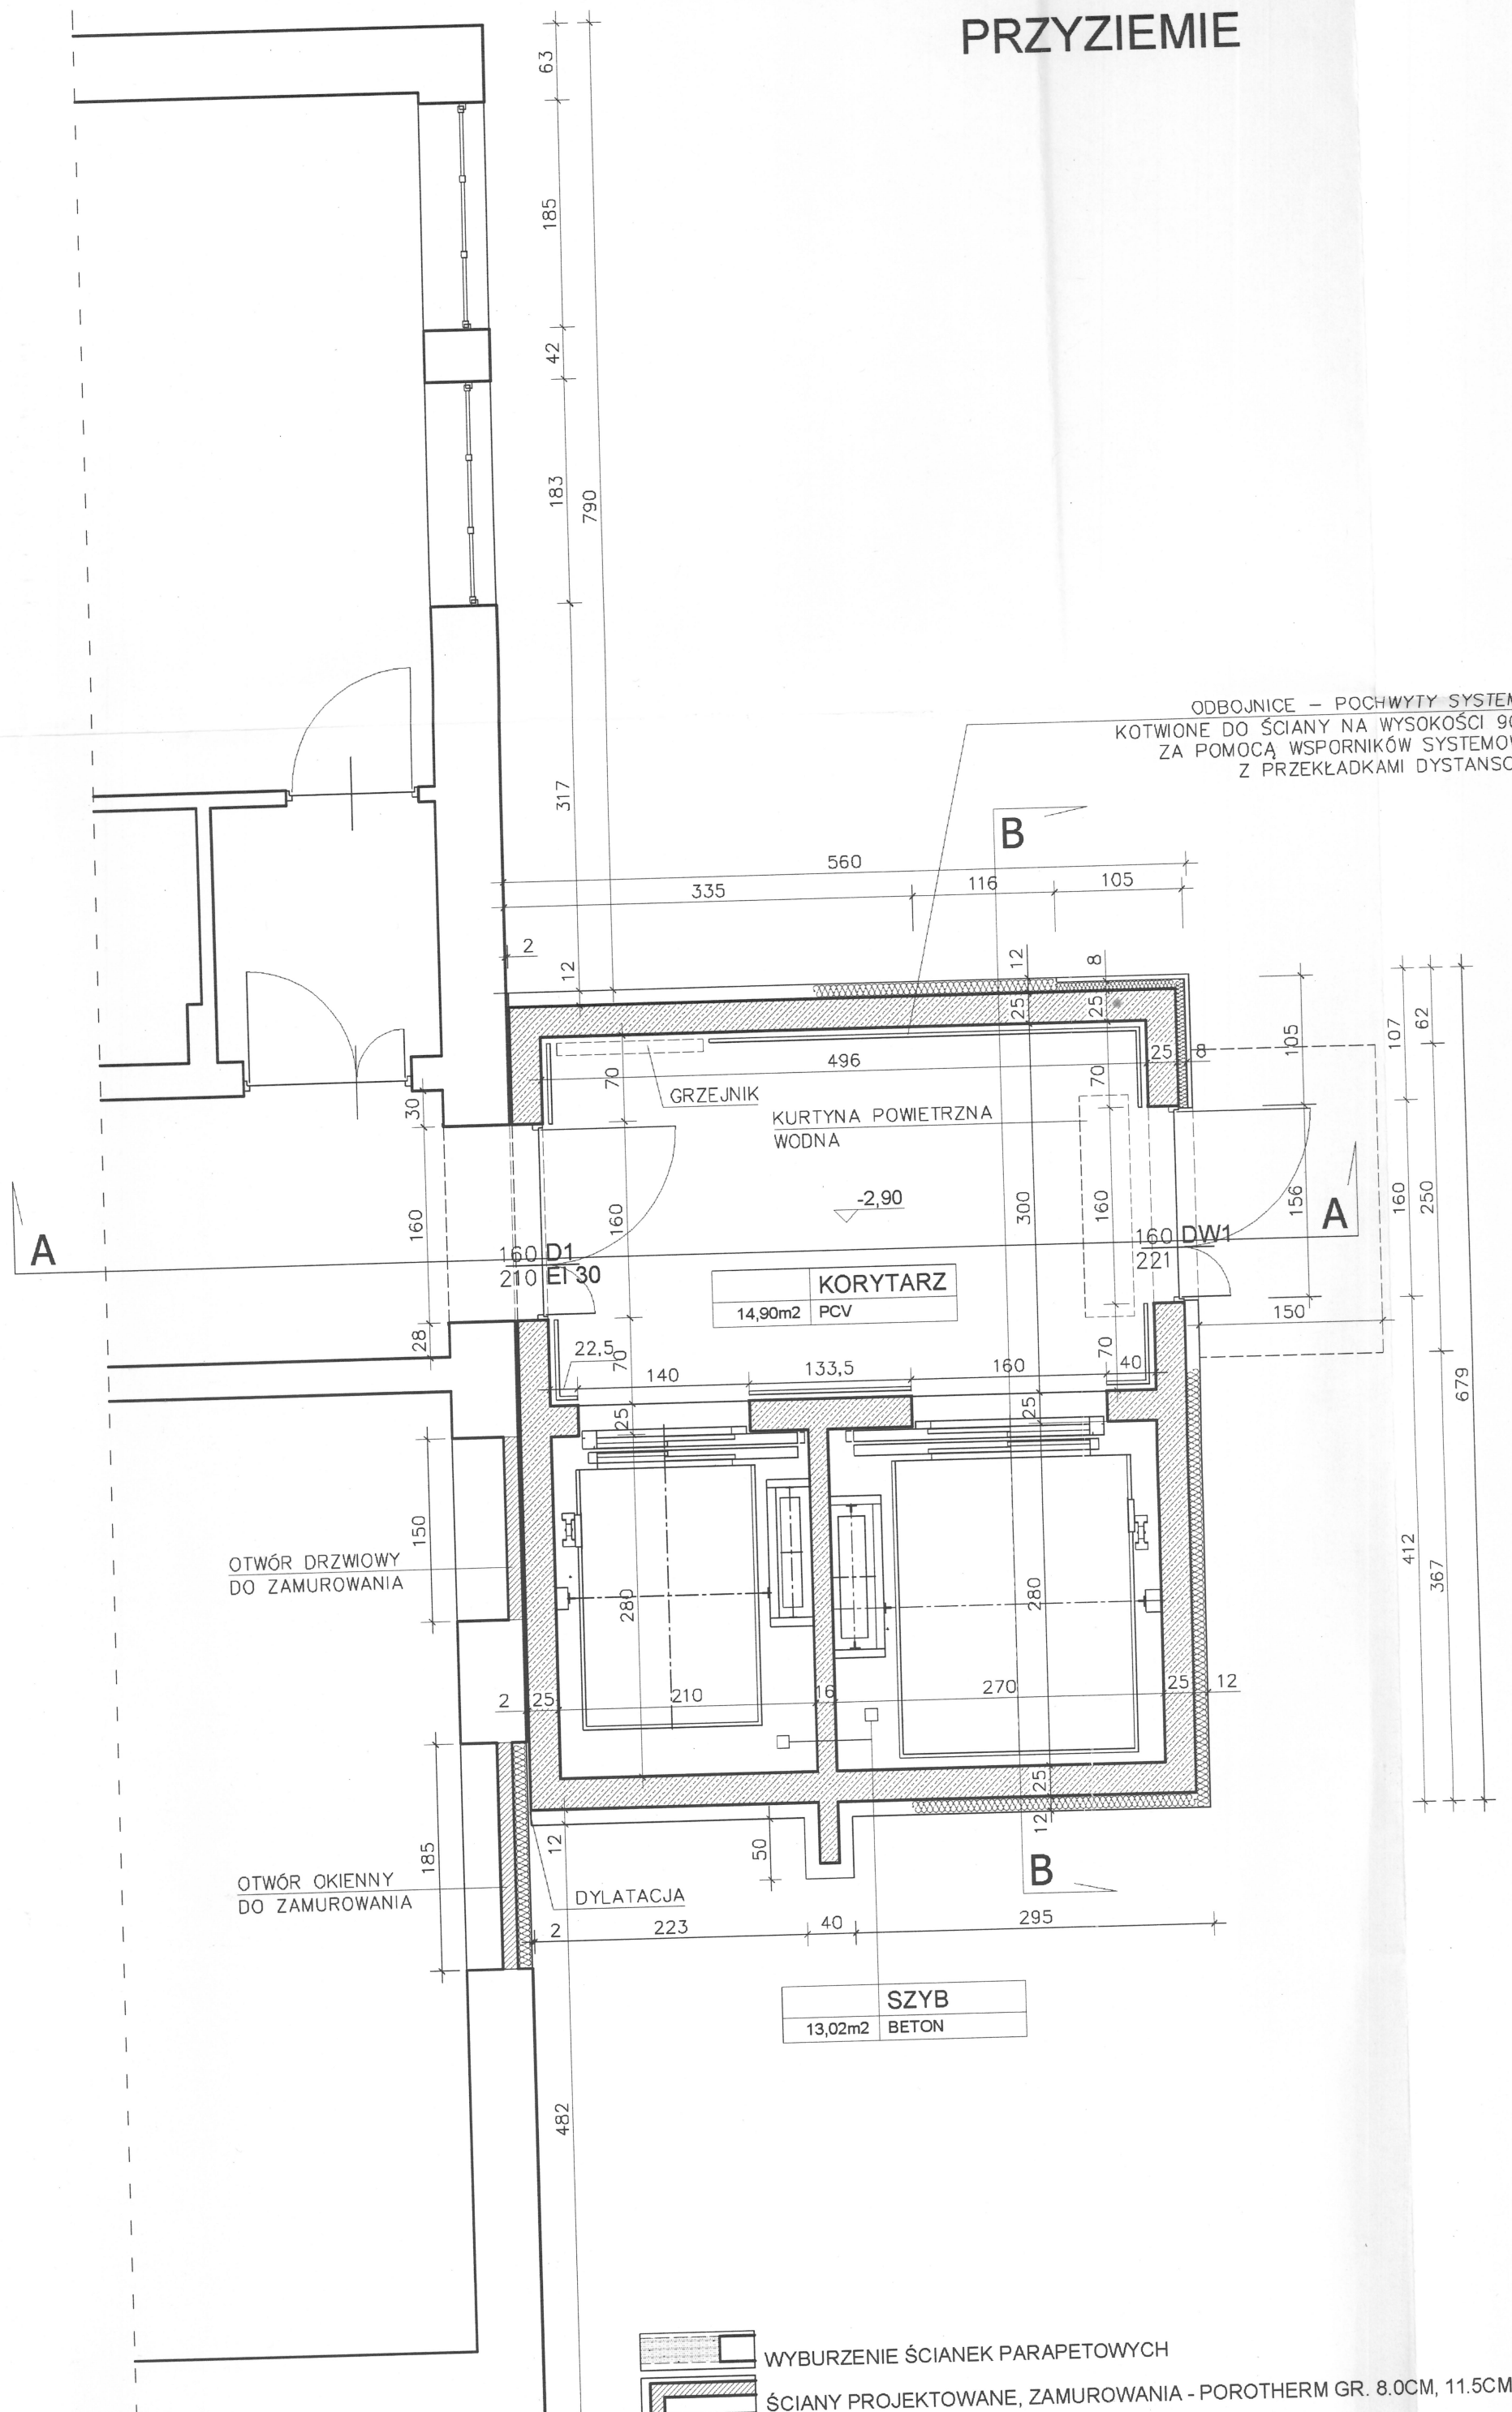 PRZYZIEMIE
63
185
42
183
790
317
ODBOJNICE – POCHWYTY
KOTWIONE DO ŚCIANY NA WYSOKOŚCI
ZA POMOCĄ WSPORNIKÓW
Z PRZEKŁADKAMI
B
560
335
116
105
2
12
12
8
25
25
496
25
8
105
107
62
70
70
GRZEJNIK
KURTYNA POWIETRZNA
WODNA
30
-2,90
160
160
300
160
156
160
250
A
A
160 D1
210 EI 30
160 DW1
221
KORYTARZ
14,90m2 PCV
150
28
22,5
70
70
140
133,5
160
40
679
25
25
150
OTWÓR DRZWIOWY
DO ZAMUROWANIA
280
280
412
367
2
25
210
16
270
25
12
25
12
50
12
185
OTWÓR OKIENNY
DO ZAMUROWANIA
B
DYLATACJA
2
223
40
295
SZYB
13,02m2 BETON
482
WYBURZENIE ŚCIANEK PARAPETOWYCH
ŚCIANY PROJEKTOWANE, ZAMUROWANIA - POROTHERM GR. 8.0CM, 11.5CM